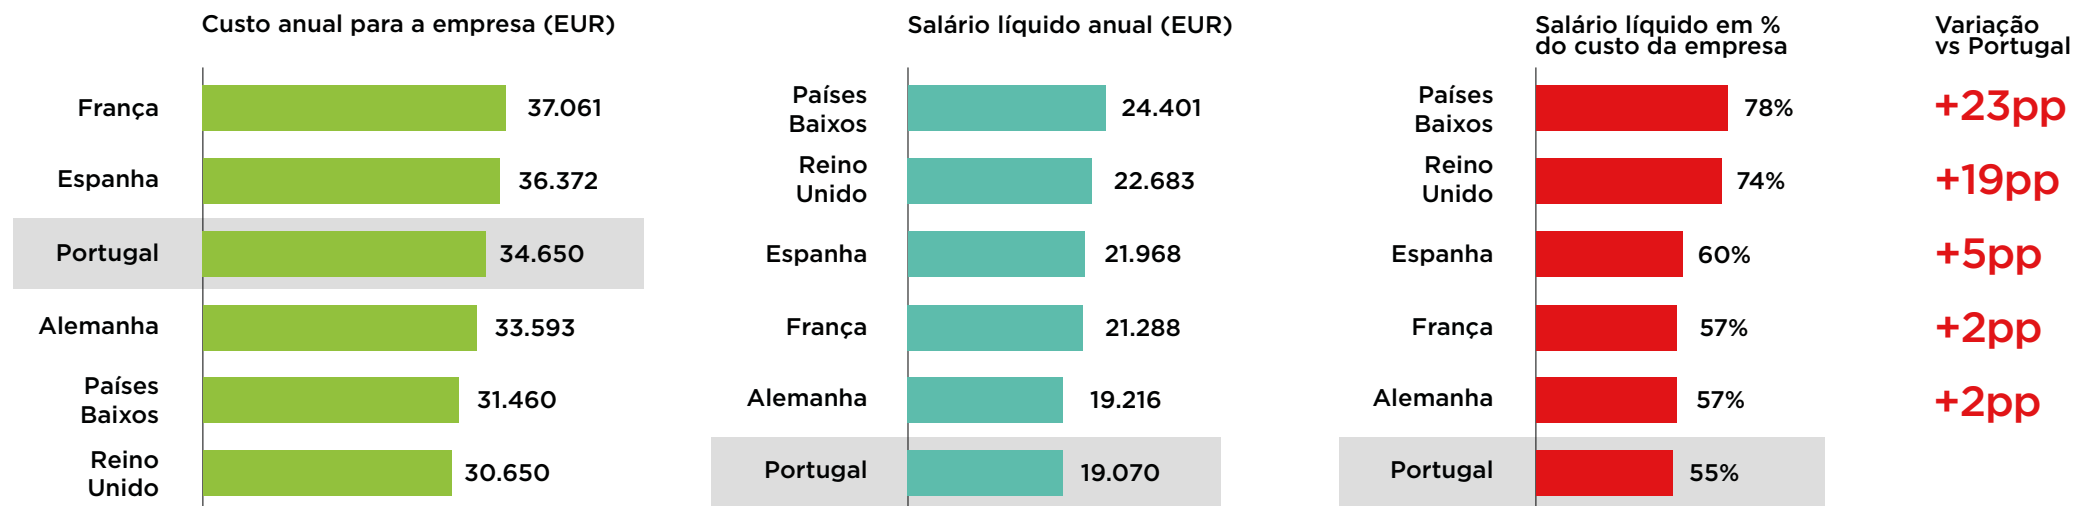 Custo anual para a empresa (EUR)
França
37.061
Espanha
36.372
Portugal
34.650
Alemanha
33.593
Países
Baixos
31.460
Reino
Unido
30.650
Salário líquido anual (EUR)
Países
Baixos
24.401
Reino
Unido
22.683
Espanha
21.968
França
21.288
Alemanha
19.216
Portugal
19.070
Salário líquido em %
do custo da empresa
Variação
vs Portugal
Países
Baixos
78%
+23pp
Reino
Unido
74%
+19pp
Espanha
60%
+5pp
França
57%
+2pp
Alemanha
57%
+2pp
Portugal
55%